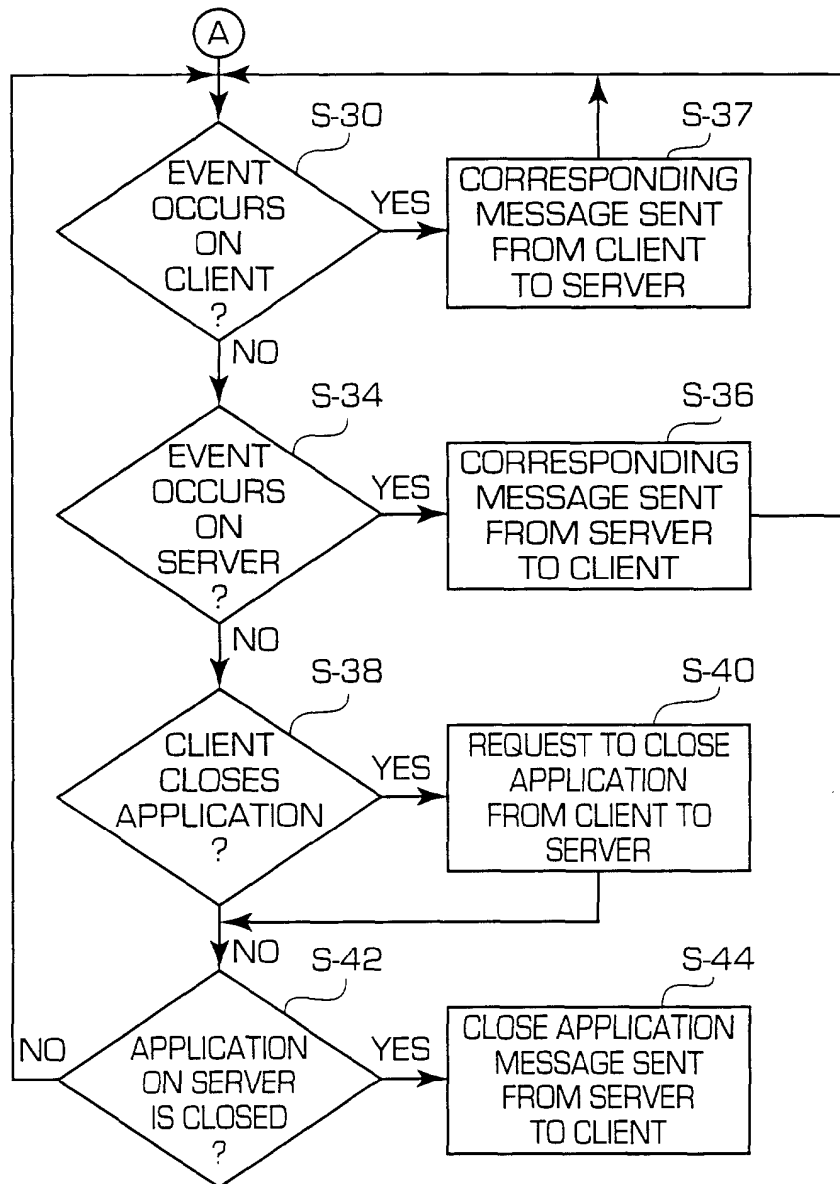 A
S-30
EVENT
OCCURS
ON
CLIENT
?
YES
S-37
CORRESPONDING
MESSAGE SENT
FROM CLIENT
TO SERVER
NO
S-34
EVENT
OCCURS
ON
SERVER
?
YES
S-36
CORRESPONDING
MESSAGE SENT
FROM SERVER
TO CLIENT
NO
S-38
CLIENT
CLOSES
APPLICATION
?
YES
S-40
REQUEST TO CLOSE
APPLICATION
FROM CLIENT TO
SERVER
NO
S-42
NO
APPLICATION
ON SERVER
IS CLOSED
?
YES
S-44
CLOSE APPLICATION
MESSAGE SENT
FROM SERVER
TO CLIENT